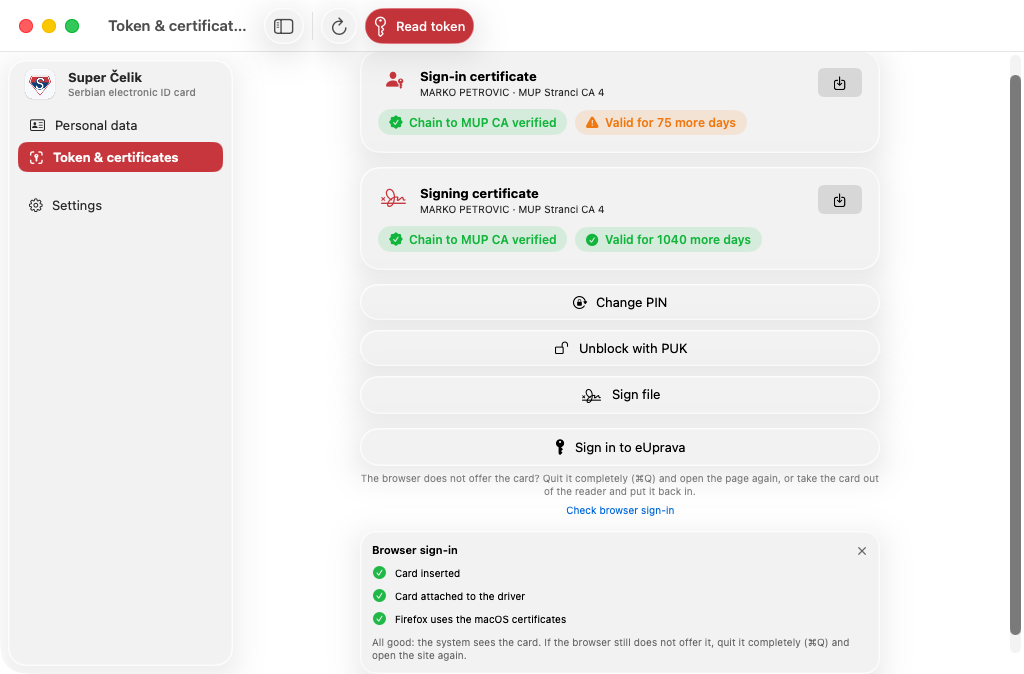 Token & certificat...
Read token
Super Čelik
Serbian electronic ID card
Personal data
Token & certificates
Settings
Sign-in certificate
MARKO PETROVIC · MUP Stranci CA 4
Chain to MUP CA verified
Valid for 75 more days
Signing certificate
MARKO PETROVIC · MUP Stranci CA 4
Chain to MUP CA verified
Valid for 1040 more days
Change PIN
Unblock with PUK
Sign file
Sign in to eUprava
The browser does not offer the card? Quit it completely (⌘Q) and open the page again, or take the card out
of the reader and put it back in.
Check browser sign-in
Browser sign-in
Card inserted
Card attached to the driver
Firefox uses the macOS certificates
All good: the system sees the card. If the browser still does not offer it, quit it completely (⌘Q) and
open the site again.